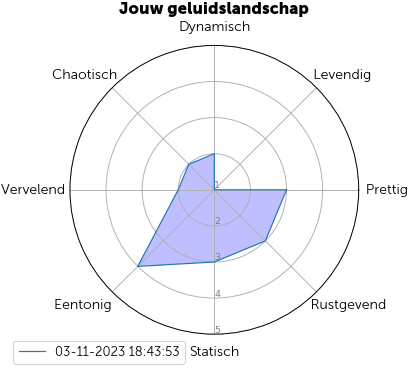 Jouw geluidslandschap
Dynamisch
Chaotisch
Levendig
Vervelend
1
Prettig
2
3
4
Eentonig
Rustgevend
5
03-11-2023 18:43:53
Statisch